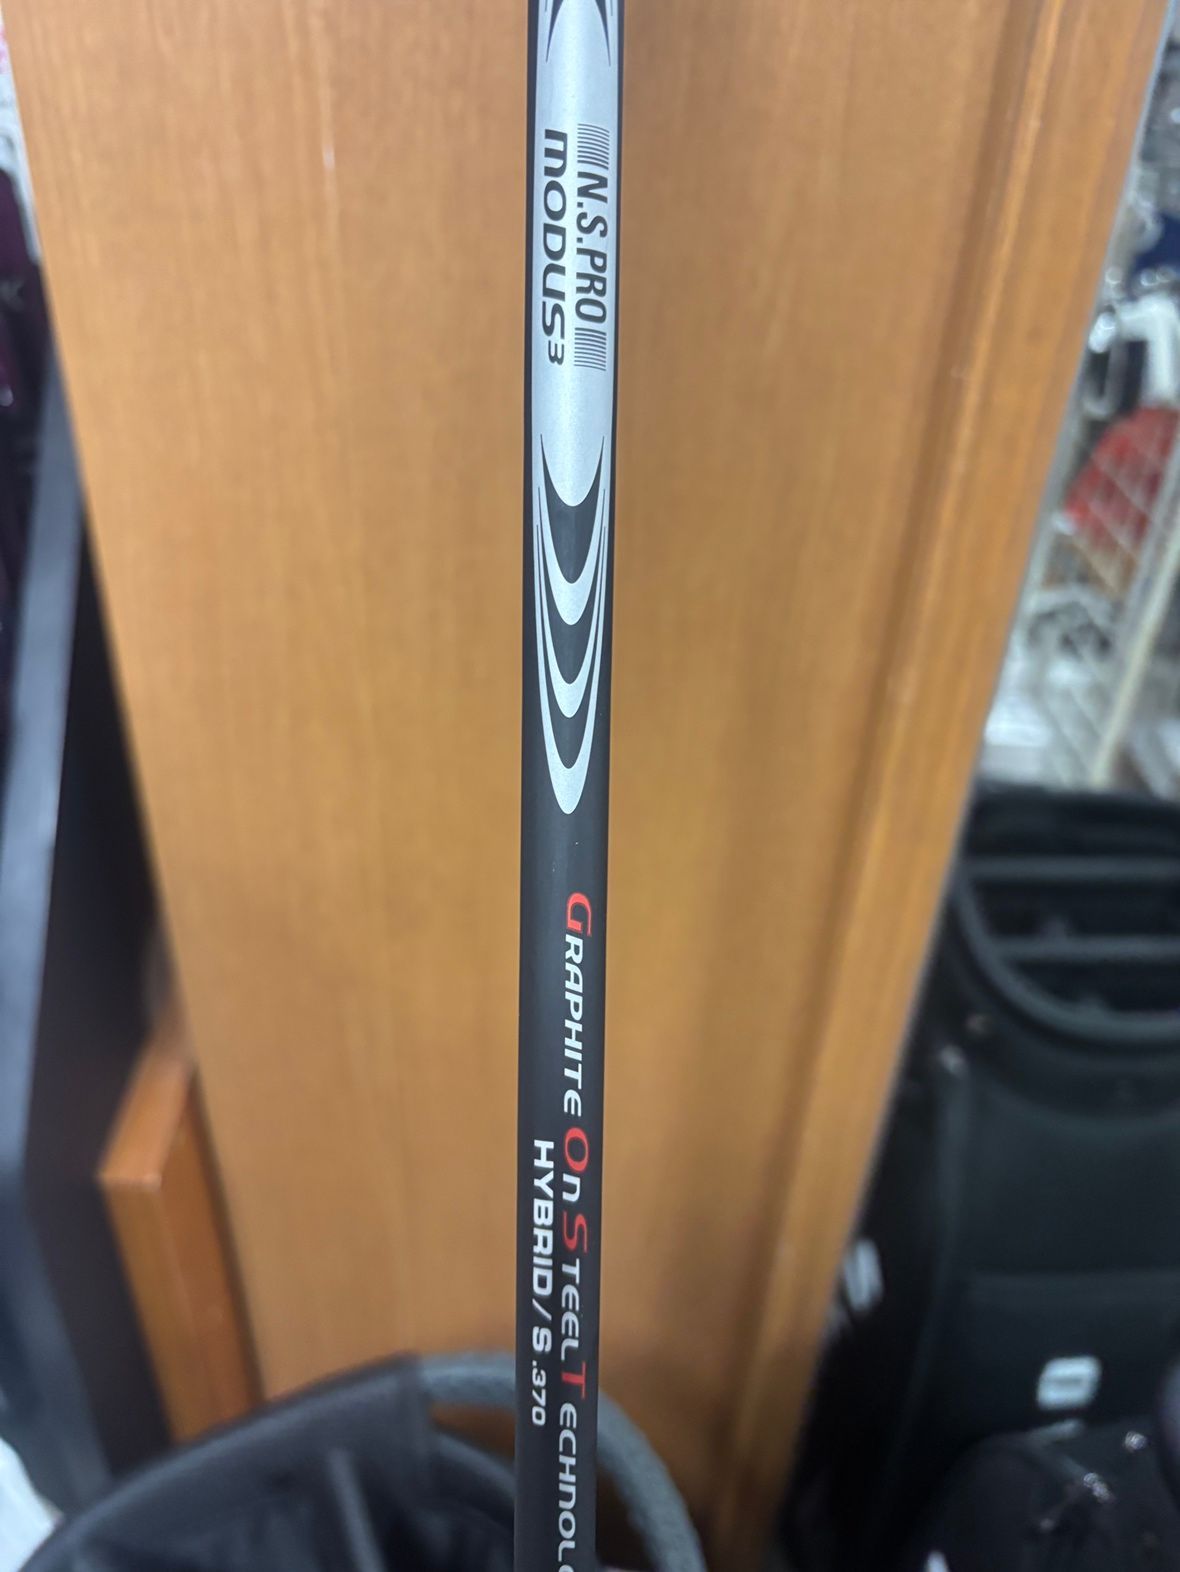 N.S.PRO
MODUS³
GRAPHITE ON STEEL TECHNOLO
HYBRID/S .370